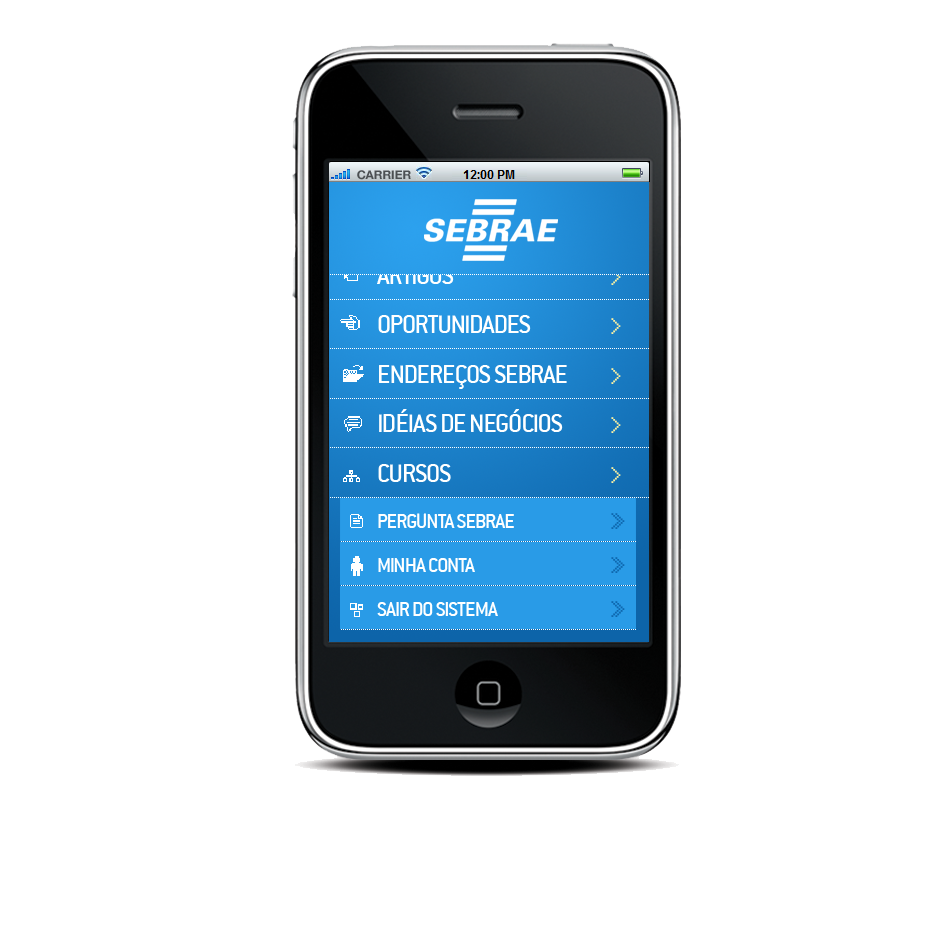 CARRIER 12:00 PM
SEBRAE
ARTIGOS
OPORTUNIDADES
ENDEREÇOS SEBRAE
IDÉIAS DE NEGÓCIOS
CURSOS
PERGUNTA SEBRAE
MINHA CONTA
SAIR DO SISTEMA